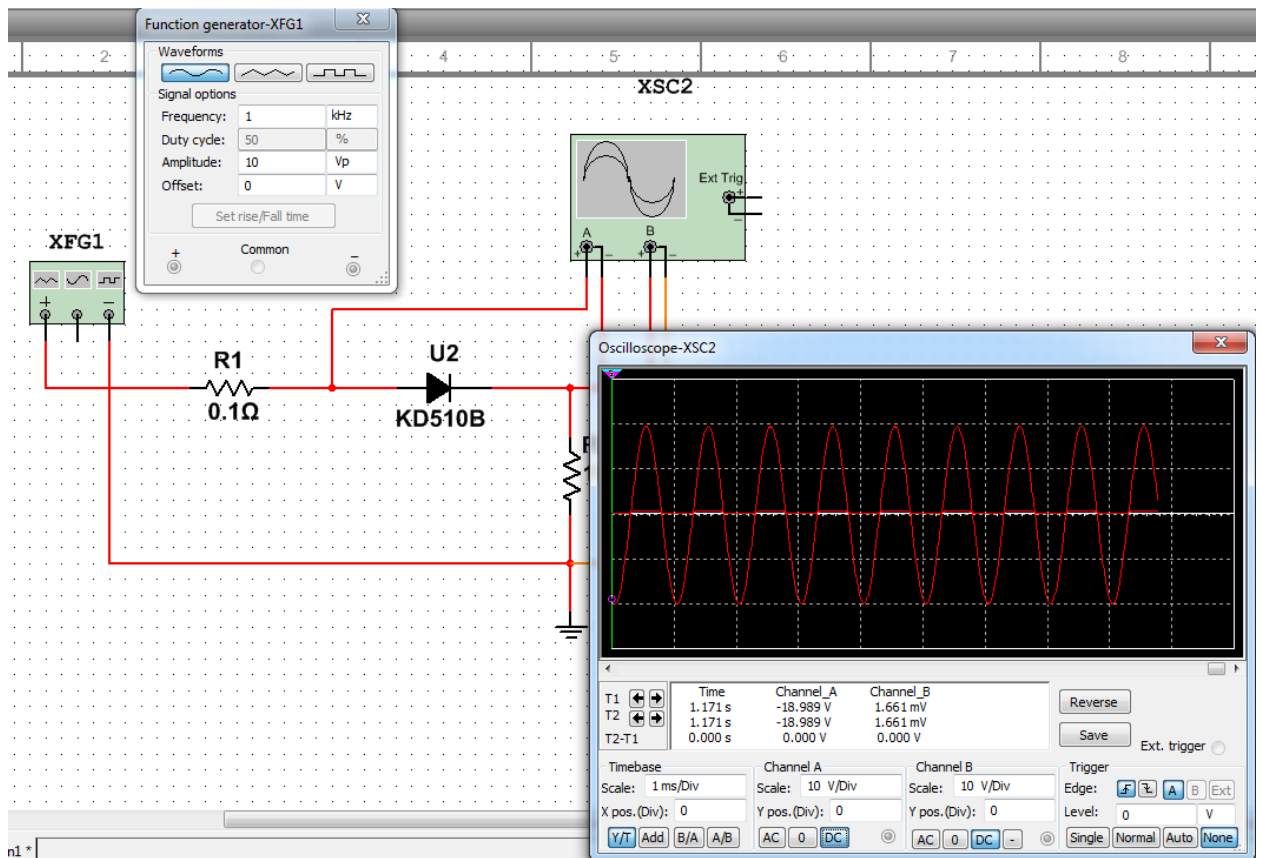 Function generator-XFG1
Waveforms
Signal options
Frequency: 1 kHz
Duty cycle: 50 %
Amplitude: 10 Vp
Offset: 0 V
Set rise/Fall time
+ Common −
2 4 5 6 7 8
XSC2
Ext Trig
+
−
A B
+ − + −
XFG1
+ −
R1
0.1Ω
U2
KD510B
Oscilloscope-XSC2
Time Channel_A Channel_B
T1 1.171 s -18.989 V 1.661 mV
T2 1.171 s -18.989 V 1.661 mV
T2-T1 0.000 s 0.000 V 0.000 V
Reverse
Save
Ext. trigger
Timebase
Scale: 1 ms/Div
X pos.(Div): 0
Y/T Add B/A A/B
Channel A
Scale: 10 V/Div
Y pos.(Div): 0
AC 0 DC
Channel B
Scale: 10 V/Div
Y pos.(Div): 0
AC 0 DC -
Trigger
Edge: A B Ext
Level: 0 V
Single Normal Auto None
n1 *